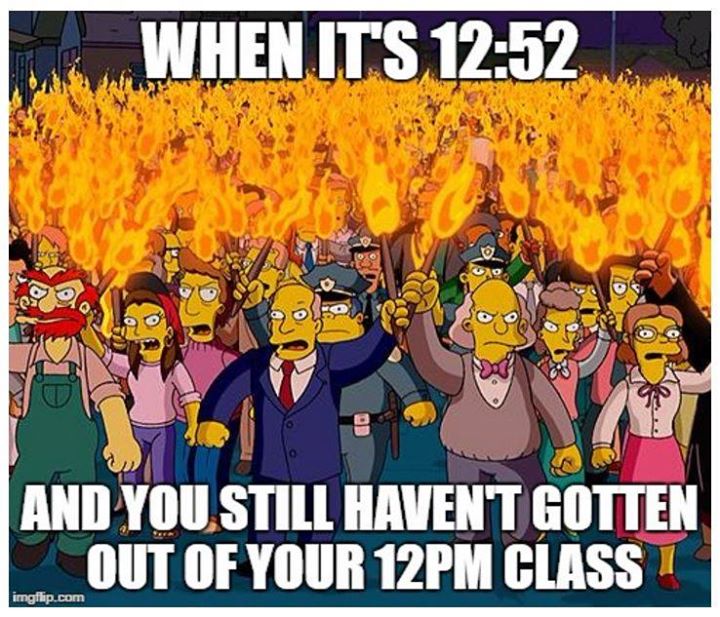 WHEN IT'S 12:52
AND YOU STILL HAVEN'T GOTTEN
OUT OF YOUR 12PM CLASS
imgflip.com